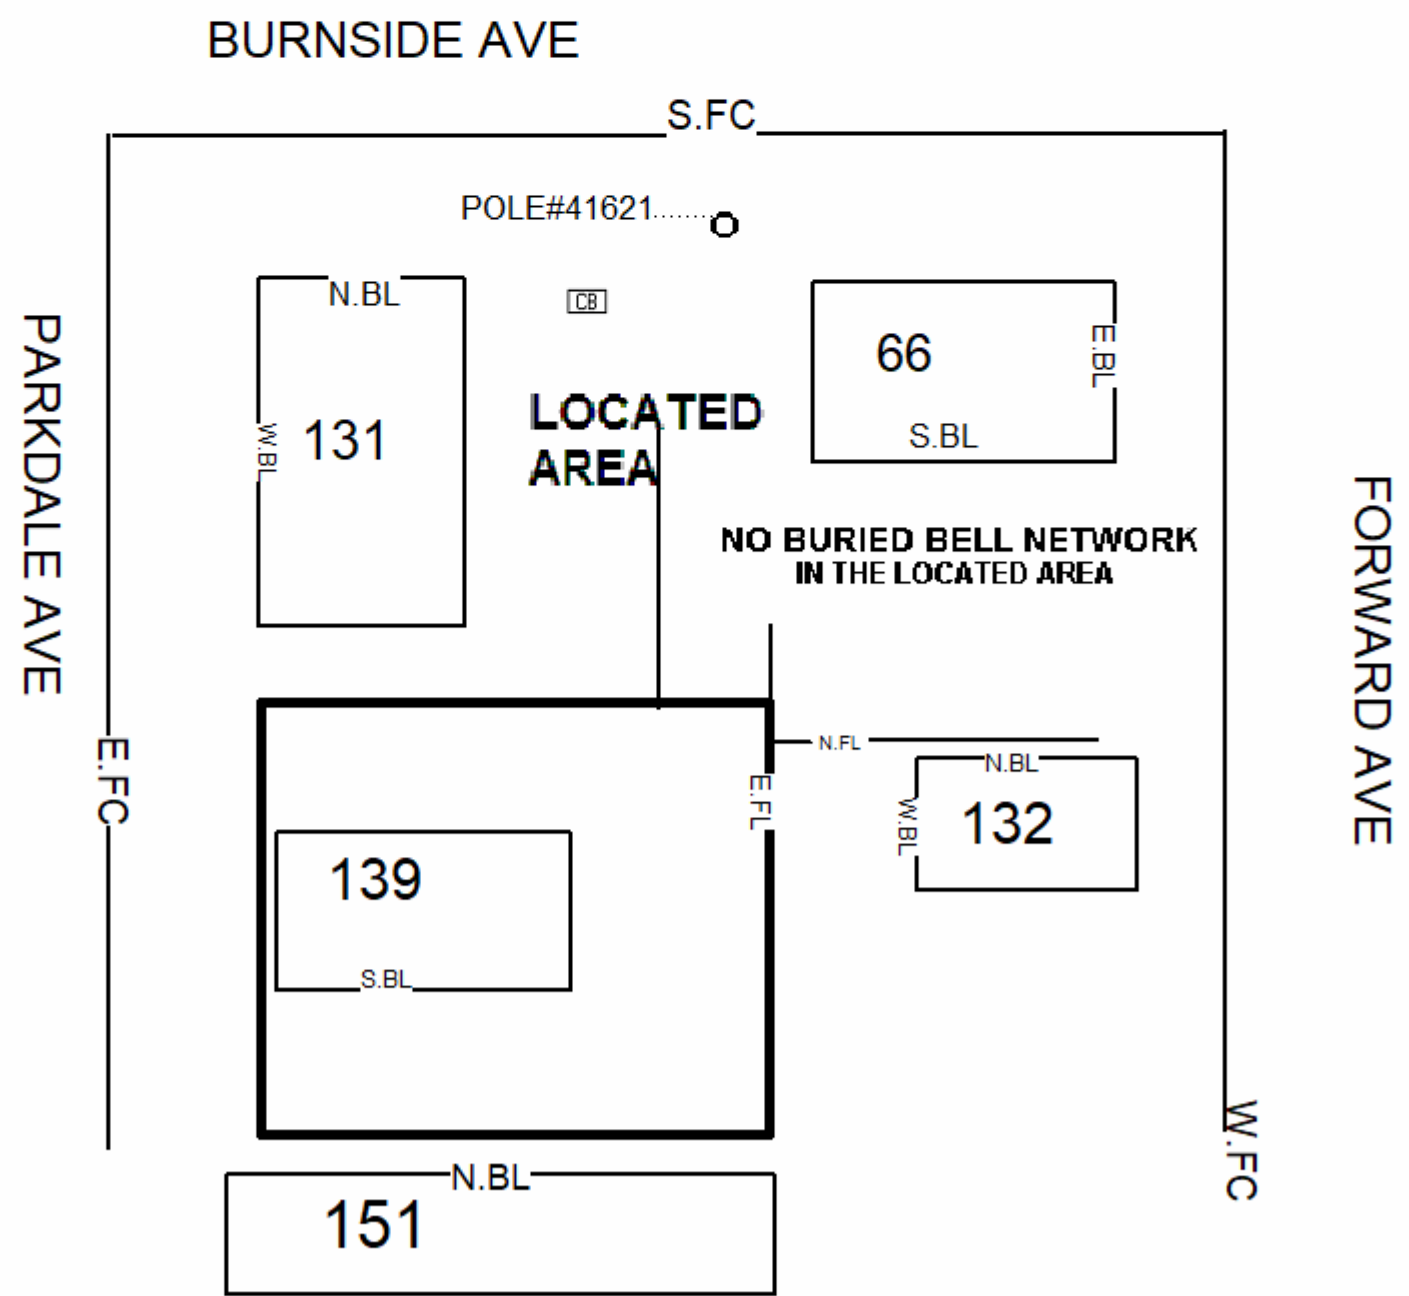 BURNSIDE AVE
S.FC
POLE#41621........
CB
N.BL
PARKDALE AVE
W.BL
131
LOCATED
AREA
66
E.BL
S.BL
NO BURIED BELL NETWORK
IN THE LOCATED AREA
FORWARD AVE
E.FC
N.FL
E.FL
N.BL
W.BL
132
139
S.BL
W.FC
N.BL
151